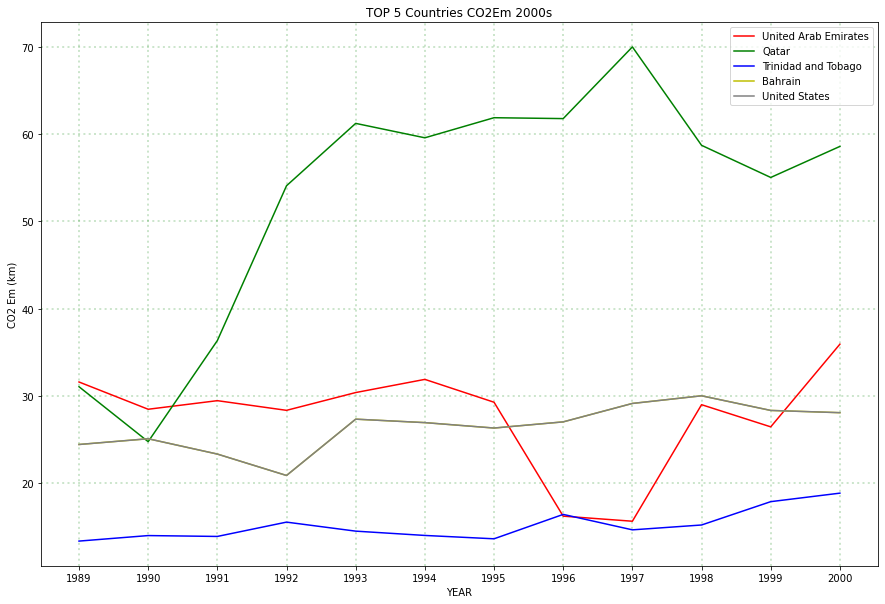 TOP 5 Countries CO2Em 2000s
United Arab Emirates
Qatar
Trinidad and Tobago
Bahrain
United States
70
60
50
40
30
20
CO2 Em (km)
1989 1990 1991 1992 1993 1994 1995 1996 1997 1998 1999 2000
YEAR